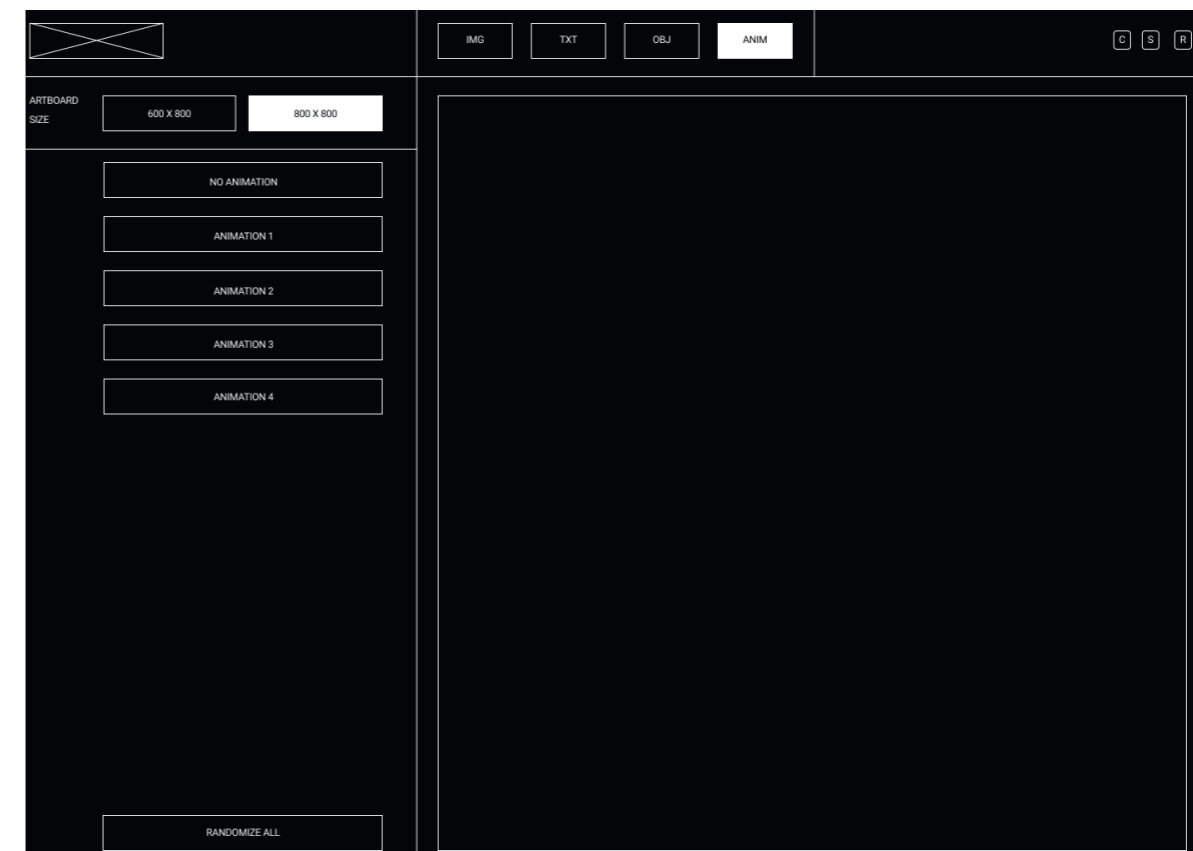 IMG
TXT
OBJ
ANIM
C
S
R
ARTBOARD
SIZE
600 X 800
800 X 800
NO ANIMATION
ANIMATION 1
ANIMATION 2
ANIMATION 3
ANIMATION 4
RANDOMIZE ALL